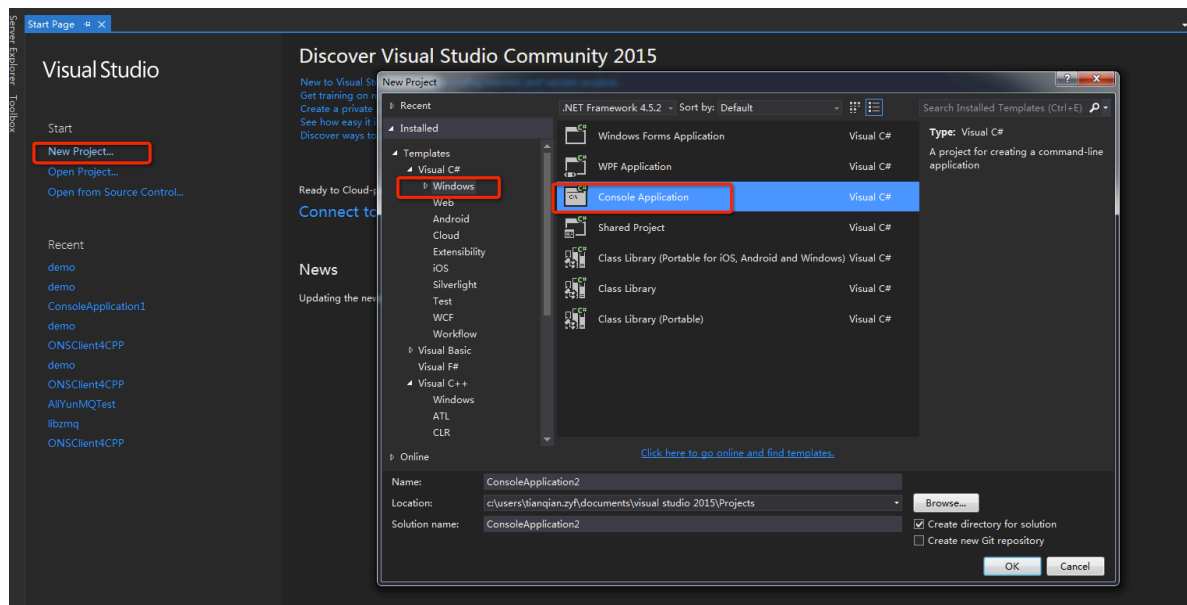 Server Explorer
Toolbox
Start Page
Visual Studio
Start
New Project...
Open Project...
Open from Source Control...
Recent
demo
demo
ConsoleApplication1
demo
ONSClient4CPP
demo
ONSClient4CPP
AliYunMQTest
libzmq
ONSClient4CPP
Discover Visual Studio Community 2015
New to Visual
Get training on
Create a private
See how easy it
Discover ways to
Ready to
Connect to
News
Updating the
New Project
Recent
Installed
Templates
Visual C#
Windows
Web
Android
Cloud
Extensibility
iOS
Silverlight
Test
WCF
Workflow
Visual Basic
Visual F#
Visual C++
Windows
ATL
CLR
Online
.NET Framework 4.5.2 Sort by: Default
Windows Forms Application Visual C#
WPF Application Visual C#
Console Application Visual C#
Shared Project Visual C#
Class Library (Portable for iOS, Android and Windows) Visual C#
Class Library Visual C#
Class Library (Portable) Visual C#
Click here to go online and find templates.
Search Installed Templates (Ctrl+E)
Type: Visual C#
A project for creating a command-line
application
Name: ConsoleApplication2
Location: c:\users\tianqian.zyf\documents\visual studio 2015\Projects
Browse...
Solution name: ConsoleApplication2
Create directory for solution
Create new Git repository
OK Cancel